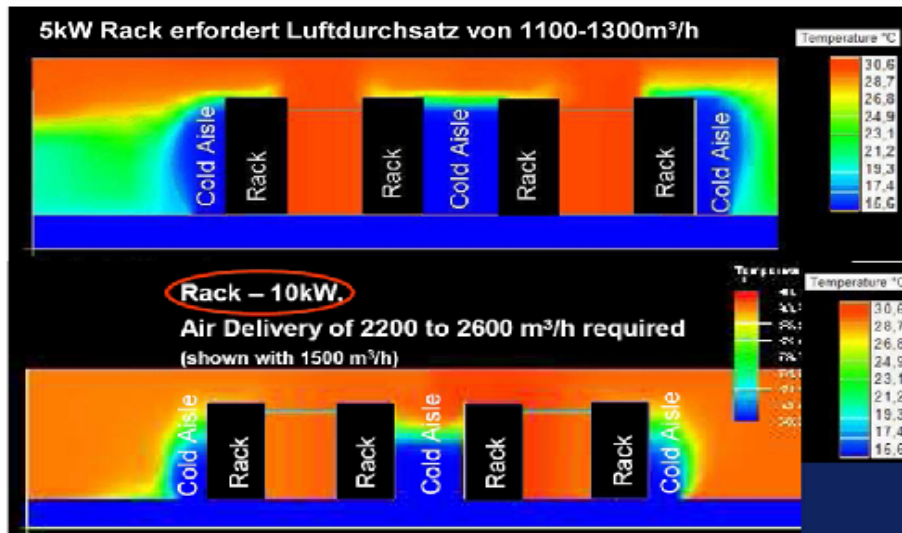 5kW Rack erfordert Luftdurchsatz von 1100-1300m³/h
Temperature °C
30,6
28,7
26,8
24,9
23,1
21,2
19,3
17,4
15,6
Cold Aisle
Rack
Rack
Cold Aisle
Rack
Rack
Cold Aisle
Rack – 10kW.
Air Delivery of 2200 to 2600 m³/h required
(shown with 1500 m³/h)
Temperature °C
30,6
28,7
26,8
24,9
23,1
21,2
19,3
17,4
15,6
Cold Aisle
Rack
Rack
Cold Aisle
Rack
Rack
Cold Aisle